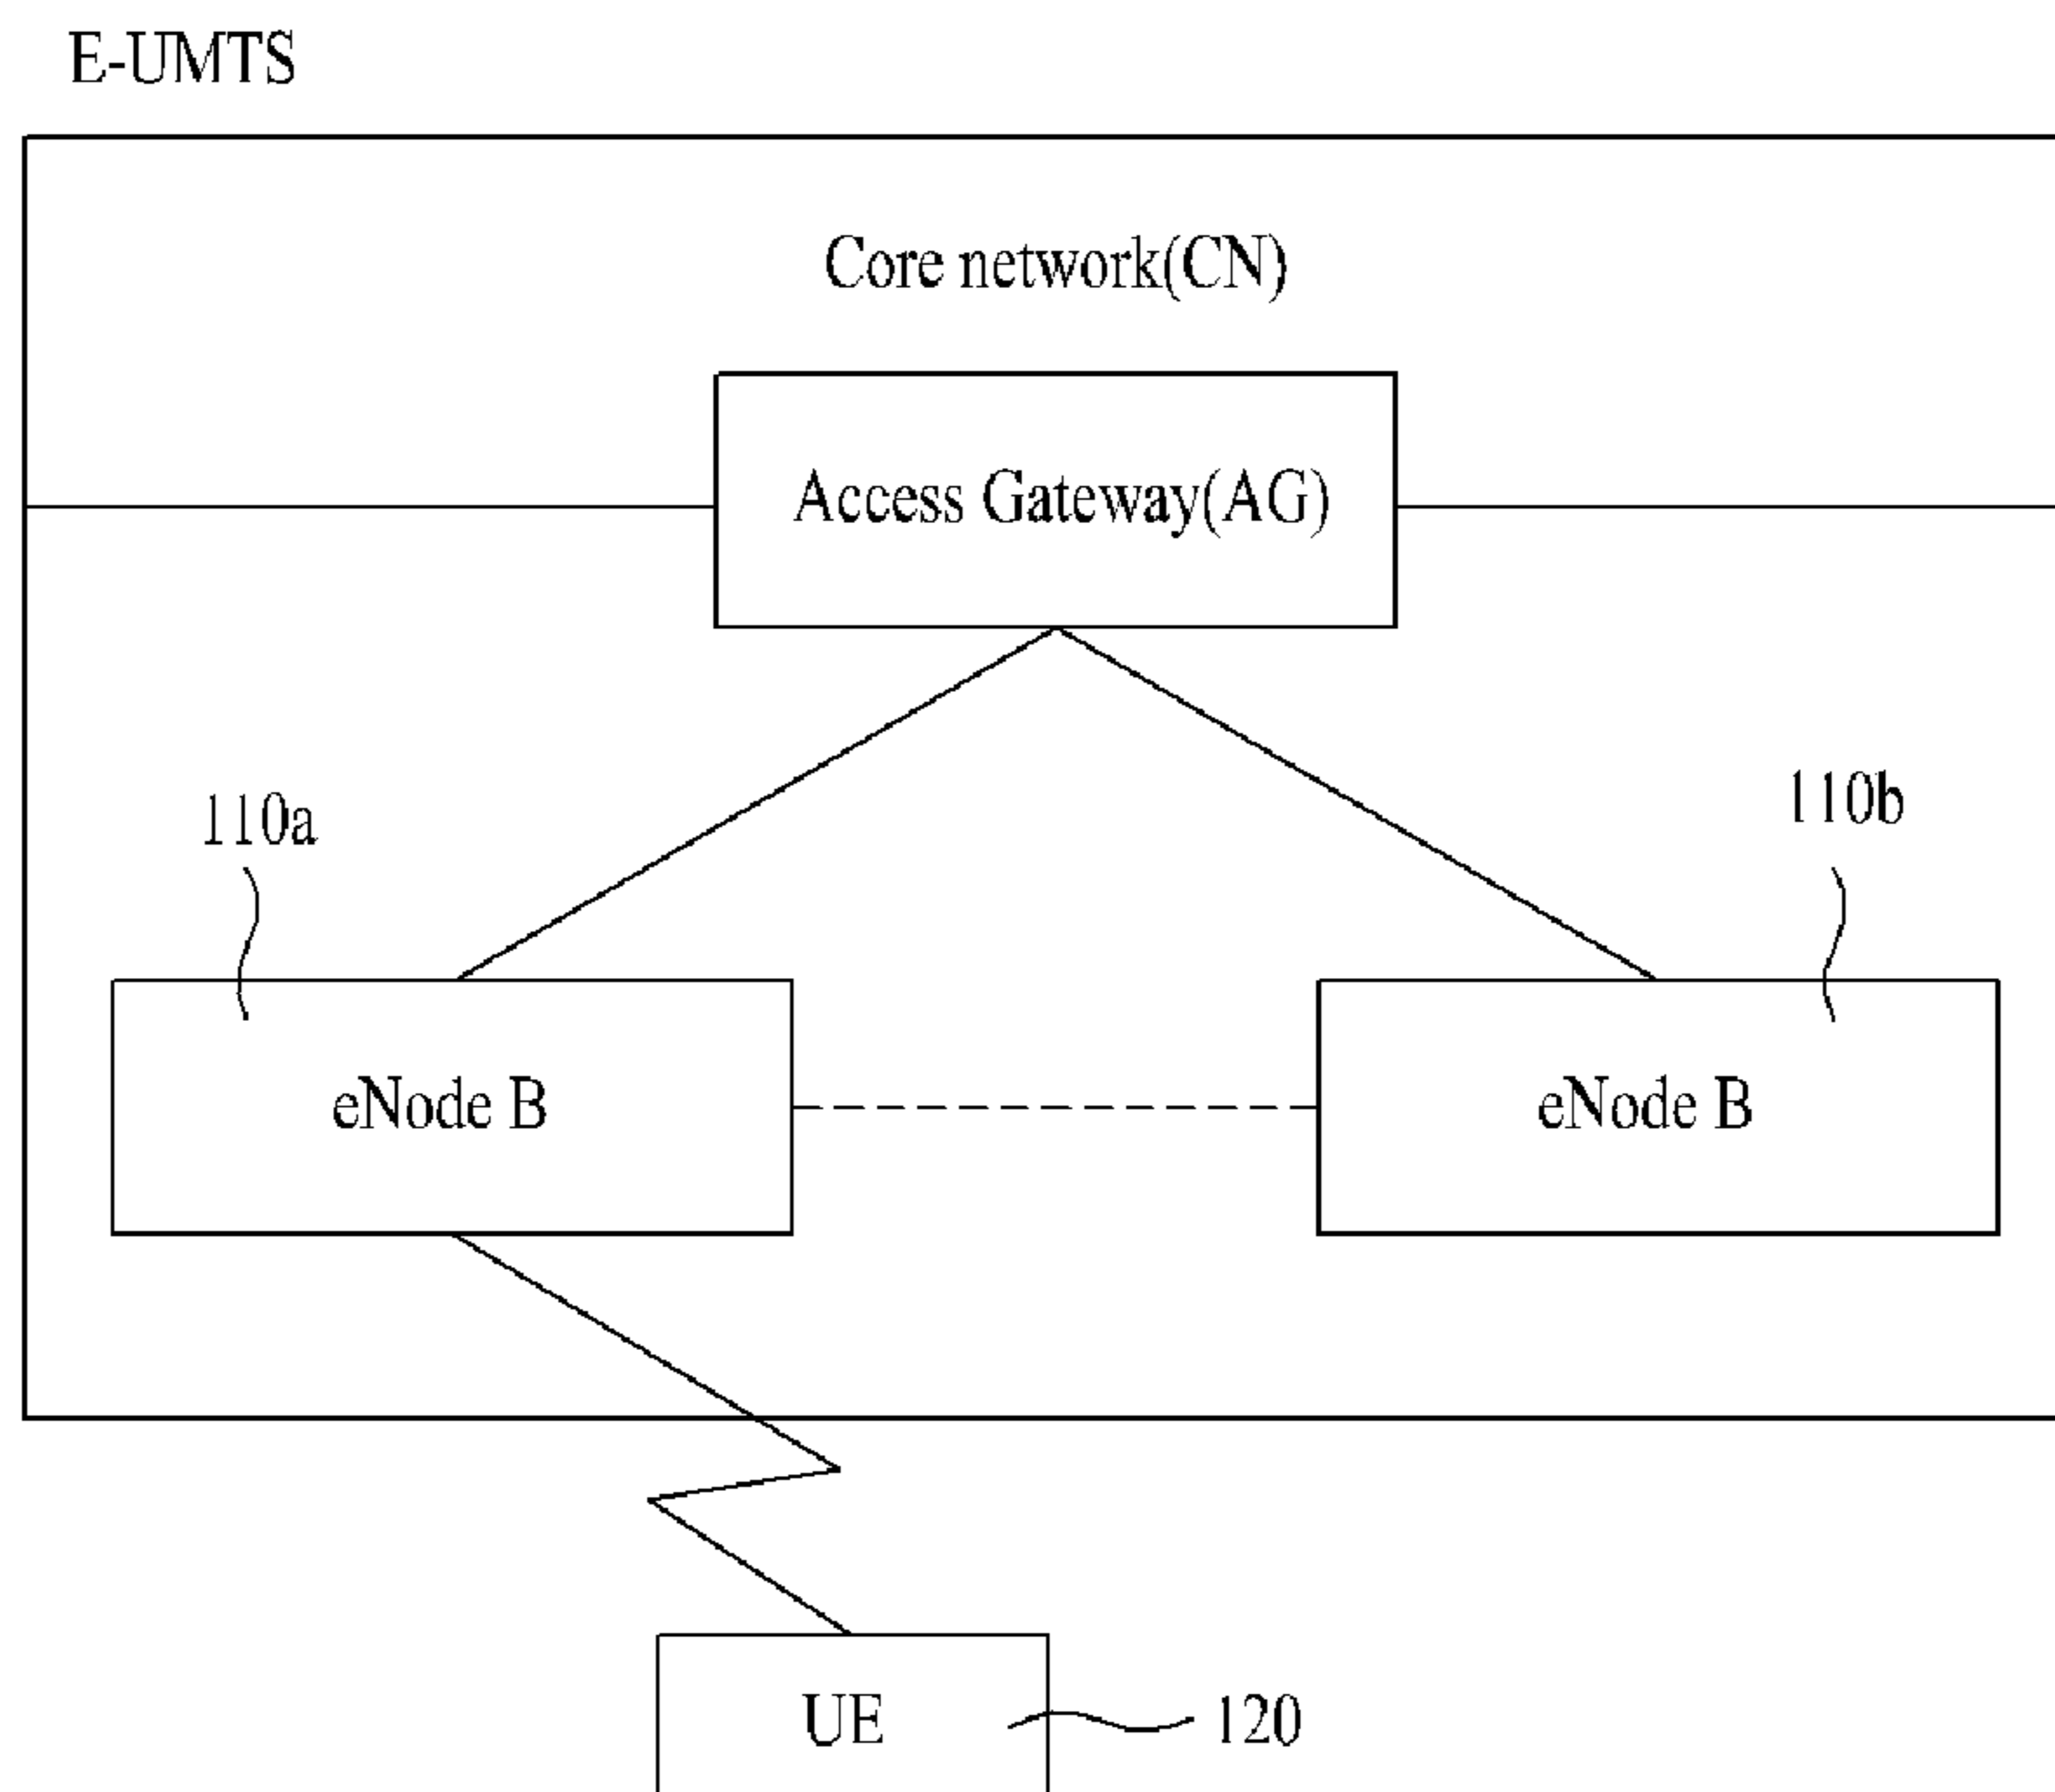 E-UMTS
Core network(CN)
Access Gateway(AG)
110a
110b
eNode B
eNode B
UE
120